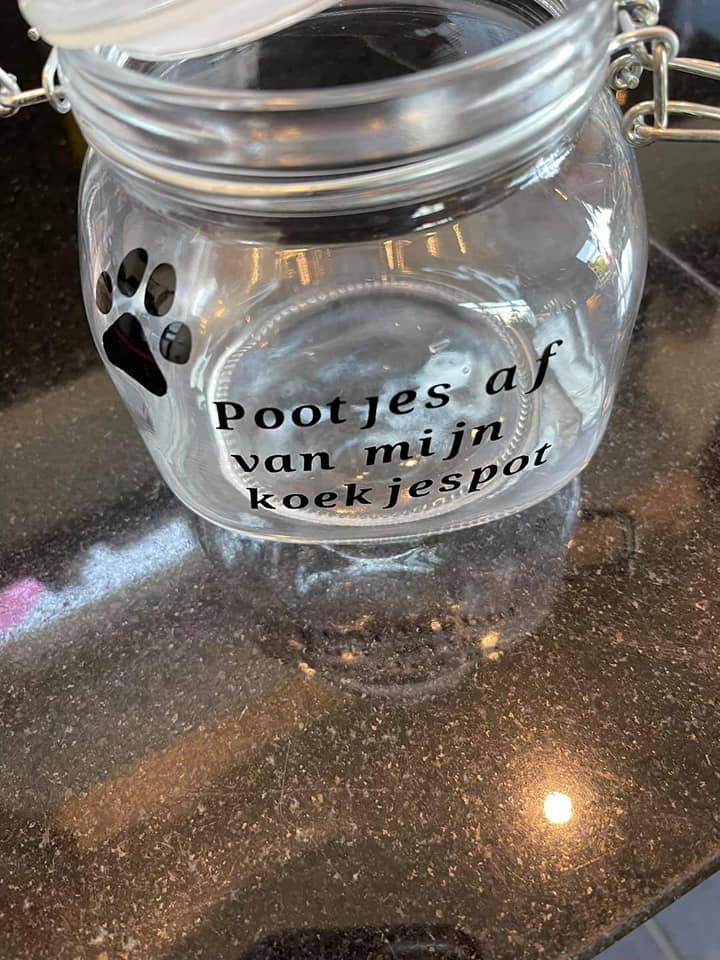 Pootjes af
van mijn
koekjespot